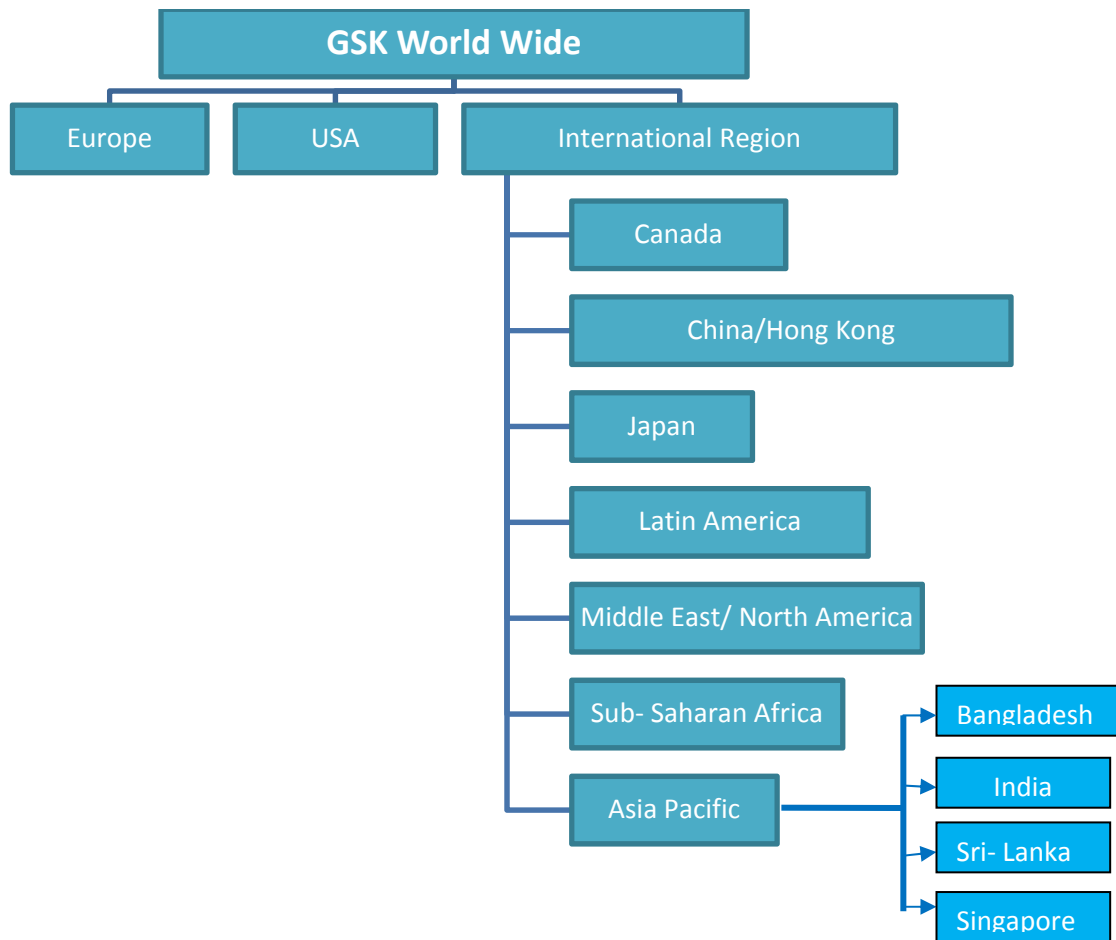 GSK World Wide
Europe
USA
International Region
Canada
China/Hong Kong
Japan
Latin America
Middle East/ North America
Sub- Saharan Africa
Asia Pacific
Bangladesh
India
Sri- Lanka
Singapore